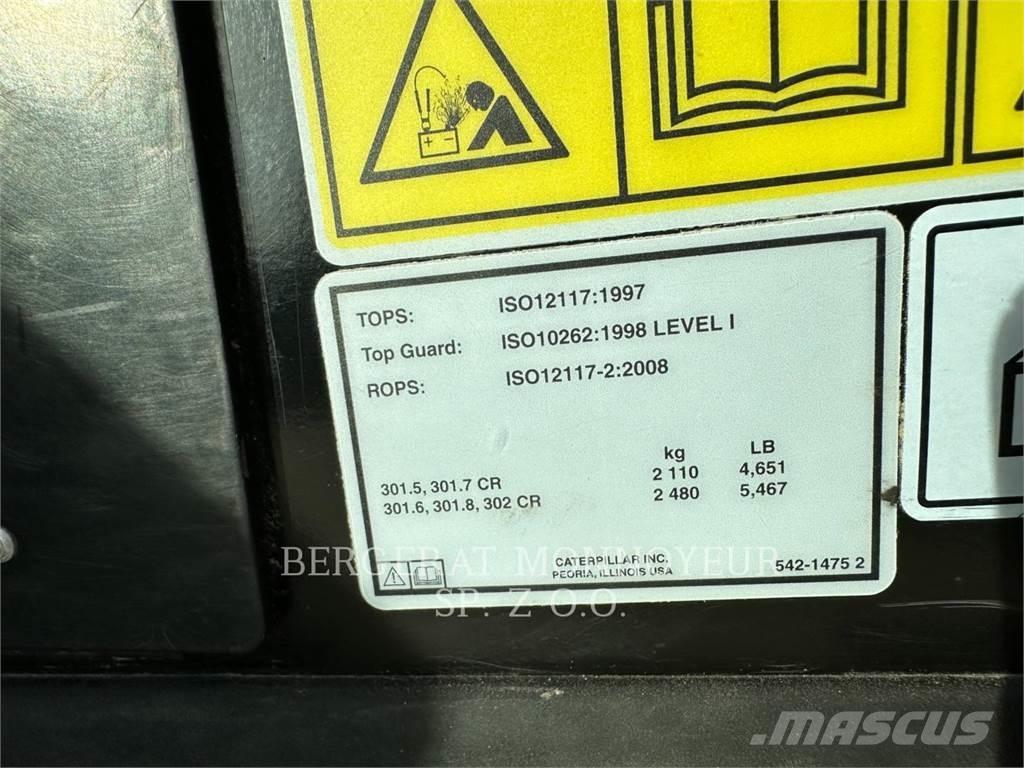 TOPS: ISO12117:1997
Top Guard: ISO10262:1998 LEVEL I
ROPS: ISO12117-2:2008
kg LB
301.5, 301.7 CR 2 110 4,651
301.6, 301.8, 302 CR 2 480 5,467
CATERPILLAR INC.
PEORIA, ILLINOIS USA
542-1475 2
BERGERAT MONNOYEUR
SP. Z O.O.
MASCUS